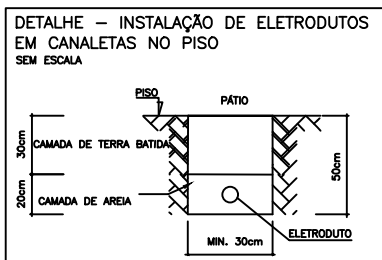 DETALHE – INSTALAÇÃO DE ELETRODUTOS
EM CANALETAS NO PISO
SEM ESCALA
PISO
PÁTIO
30cm
CAMADA DE TERRA BATIDA
50cm
20cm
CAMADA DE AREIA
ELETRODUTO
MIN. 30cm